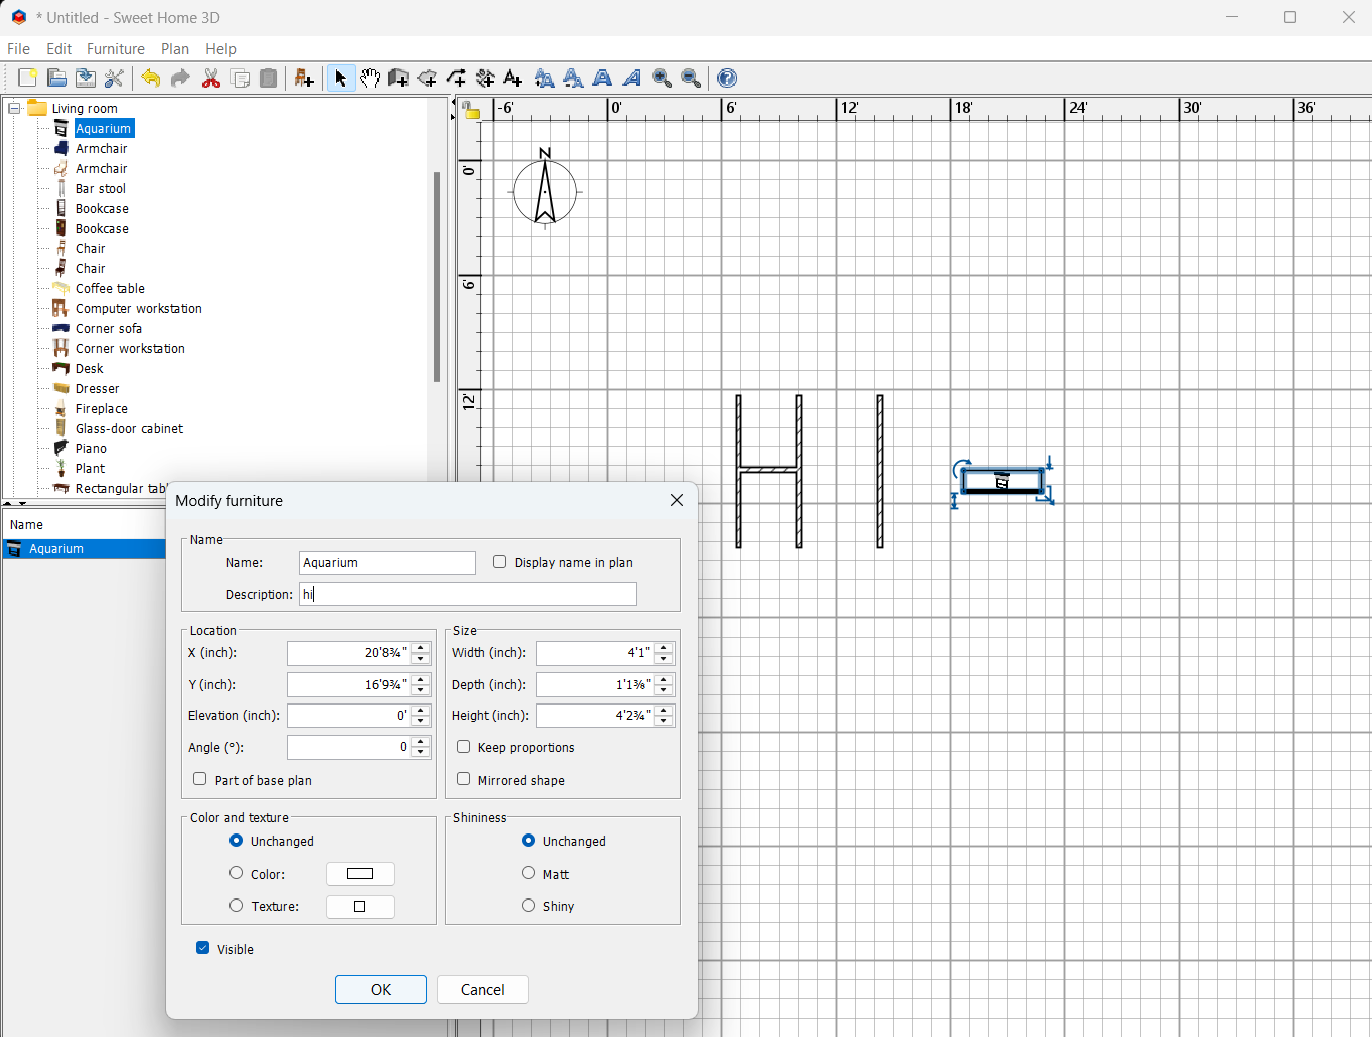 * Untitled - Sweet Home 3D
File Edit Furniture Plan Help
Living room
Aquarium
Armchair
Armchair
Bar stool
Bookcase
Bookcase
Chair
Chair
Coffee table
Computer workstation
Corner sofa
Corner workstation
Desk
Dresser
Fireplace
Glass-door cabinet
Piano
Plant
Rectangular tab
Name
Aquarium
-6' 0' 6' 12' 18' 24' 30' 36'
0'
6'
12'
N
Modify furniture
Name
Name: Aquarium Display name in plan
Description: hi
Location
X (inch): 20'8¾"
Y (inch): 16'9¾"
Elevation (inch): 0'
Angle (°): 0
Part of base plan
Size
Width (inch): 4'1"
Depth (inch): 1'1⅜"
Height (inch): 4'2¾"
Keep proportions
Mirrored shape
Color and texture
Unchanged
Color:
Texture:
Shininess
Unchanged
Matt
Shiny
Visible
OK Cancel